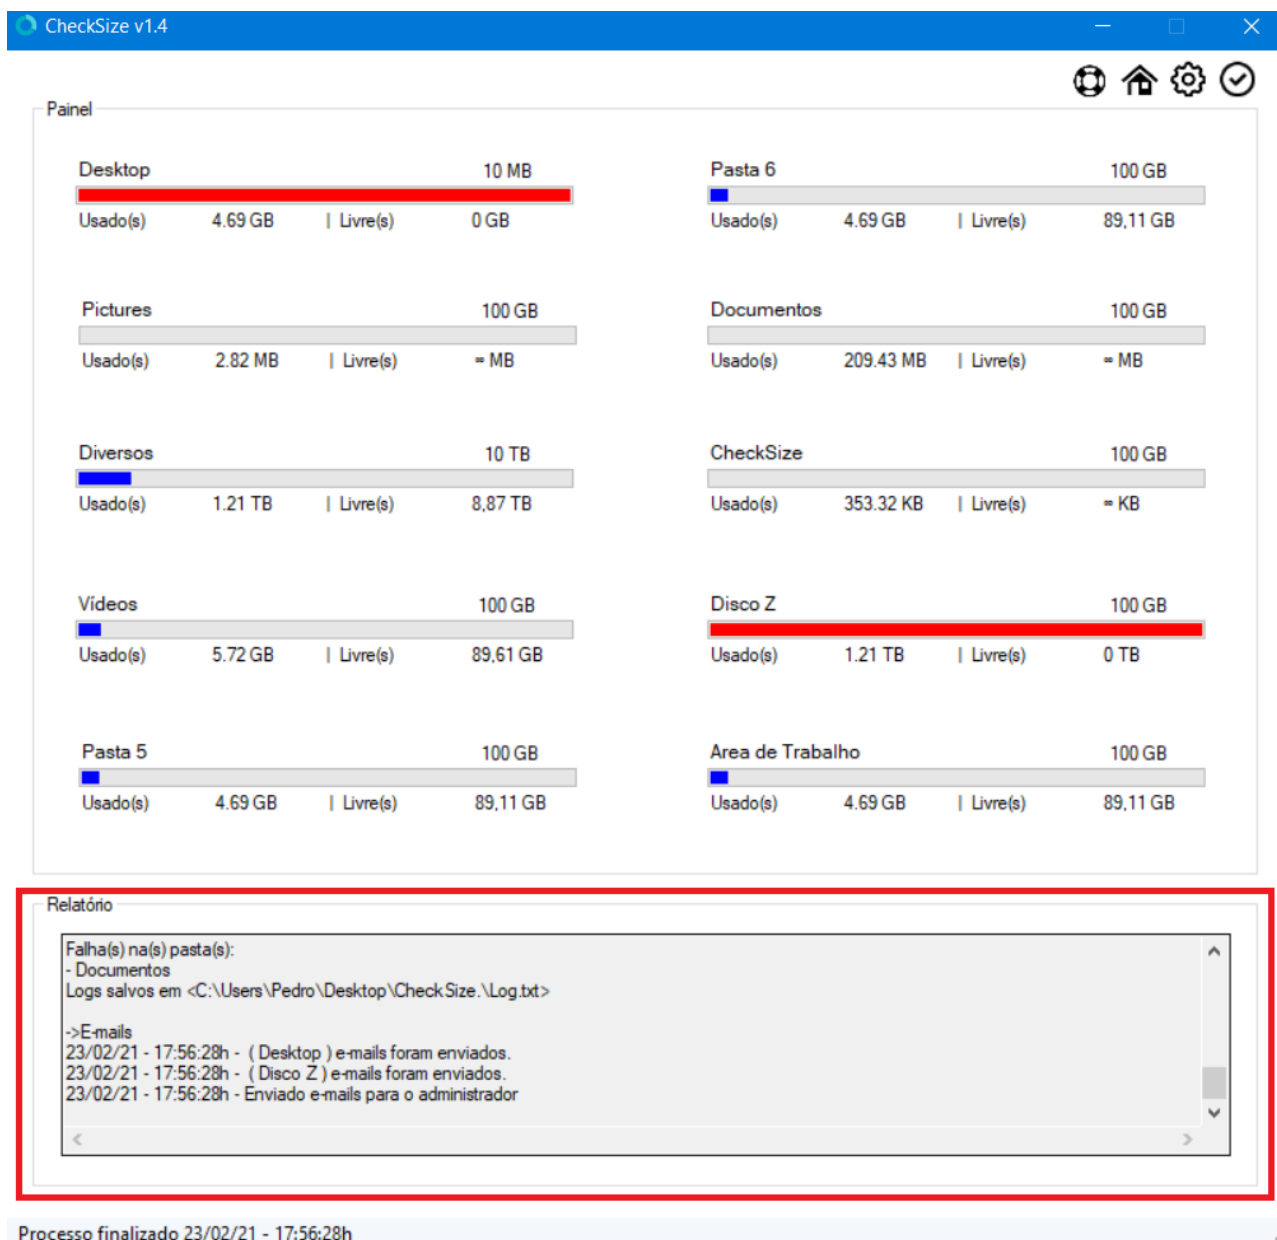 CheckSize v1.4
Painel
Desktop 10 MB
Usado(s) 4.69 GB | Livre(s) 0 GB
Pictures 100 GB
Usado(s) 2.82 MB | Livre(s) ∞ MB
Diversos 10 TB
Usado(s) 1.21 TB | Livre(s) 8,87 TB
Vídeos 100 GB
Usado(s) 5.72 GB | Livre(s) 89,61 GB
Pasta 5 100 GB
Usado(s) 4.69 GB | Livre(s) 89,11 GB
Pasta 6 100 GB
Usado(s) 4.69 GB | Livre(s) 89,11 GB
Documentos 100 GB
Usado(s) 209.43 MB | Livre(s) ∞ MB
CheckSize 100 GB
Usado(s) 353.32 KB | Livre(s) ∞ KB
Disco Z 100 GB
Usado(s) 1.21 TB | Livre(s) 0 TB
Area de Trabalho 100 GB
Usado(s) 4.69 GB | Livre(s) 89,11 GB
Relatório
Falha(s) na(s) pasta(s):
- Documentos
Logs salvos em <C:\Users\Pedro\Desktop\CheckSize.\Log.txt>
->E-mails
23/02/21 - 17:56:28h - ( Desktop ) e-mails foram enviados.
23/02/21 - 17:56:28h - ( Disco Z ) e-mails foram enviados.
23/02/21 - 17:56:28h - Enviado e-mails para o administrador
Processo finalizado 23/02/21 - 17:56:28h